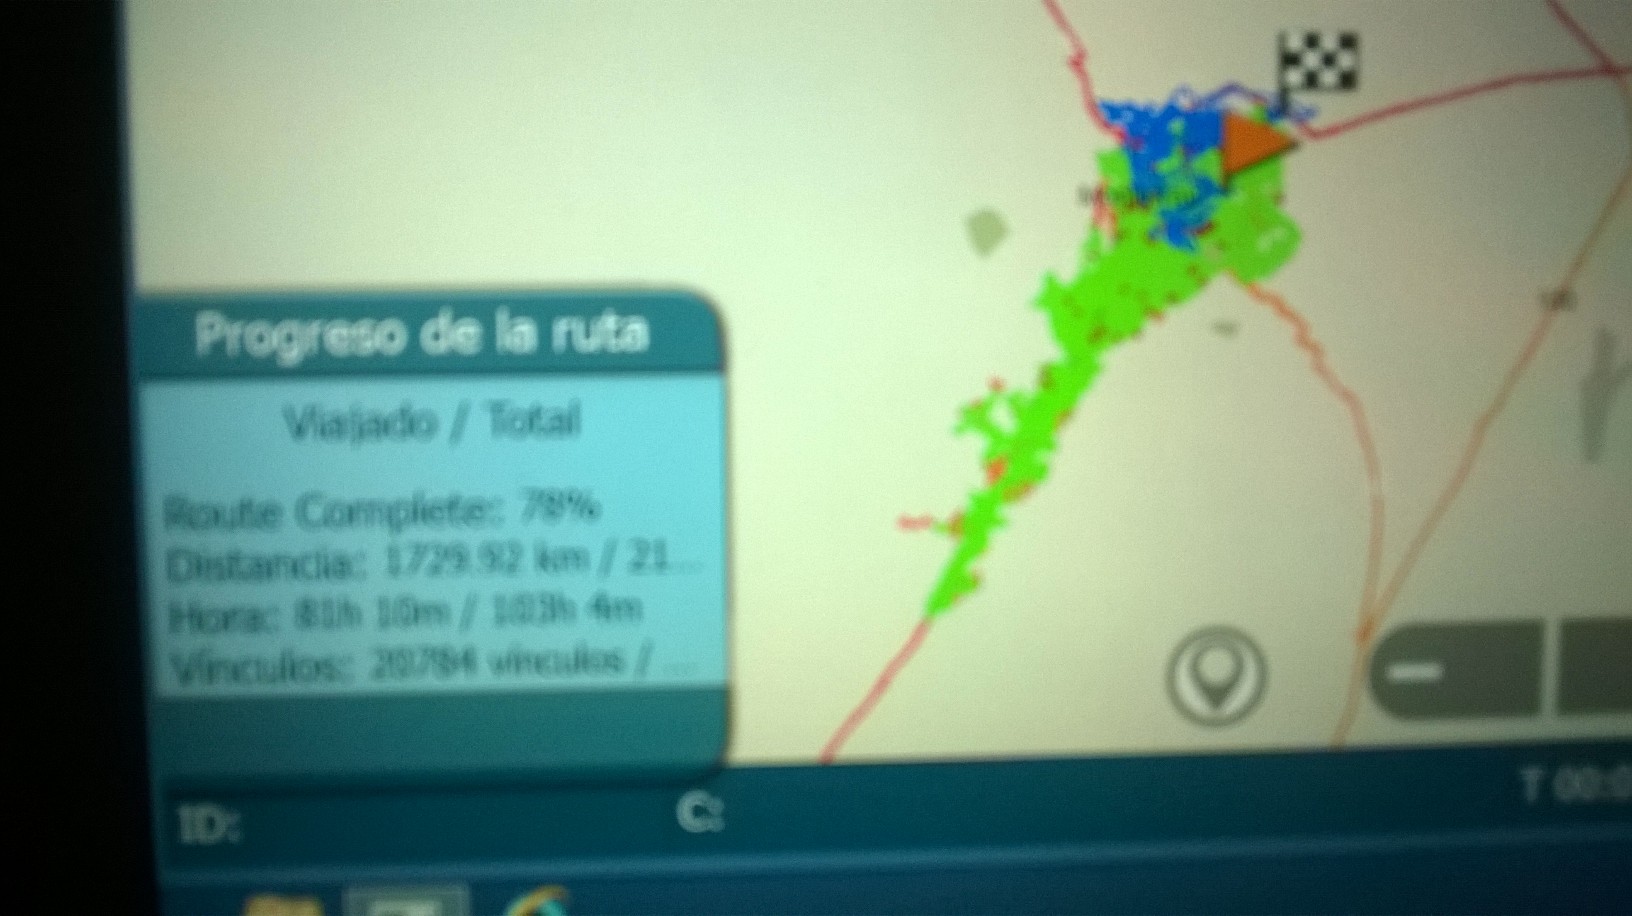 Progreso de la ruta
Viajado / Total
Route Complete: 78%
Distancia: 1729.92 km / 21...
Hora: 81h 10m / 103h 4m
Vínculos: 20784 vínculos / ...
ID:
C:
T 00:0